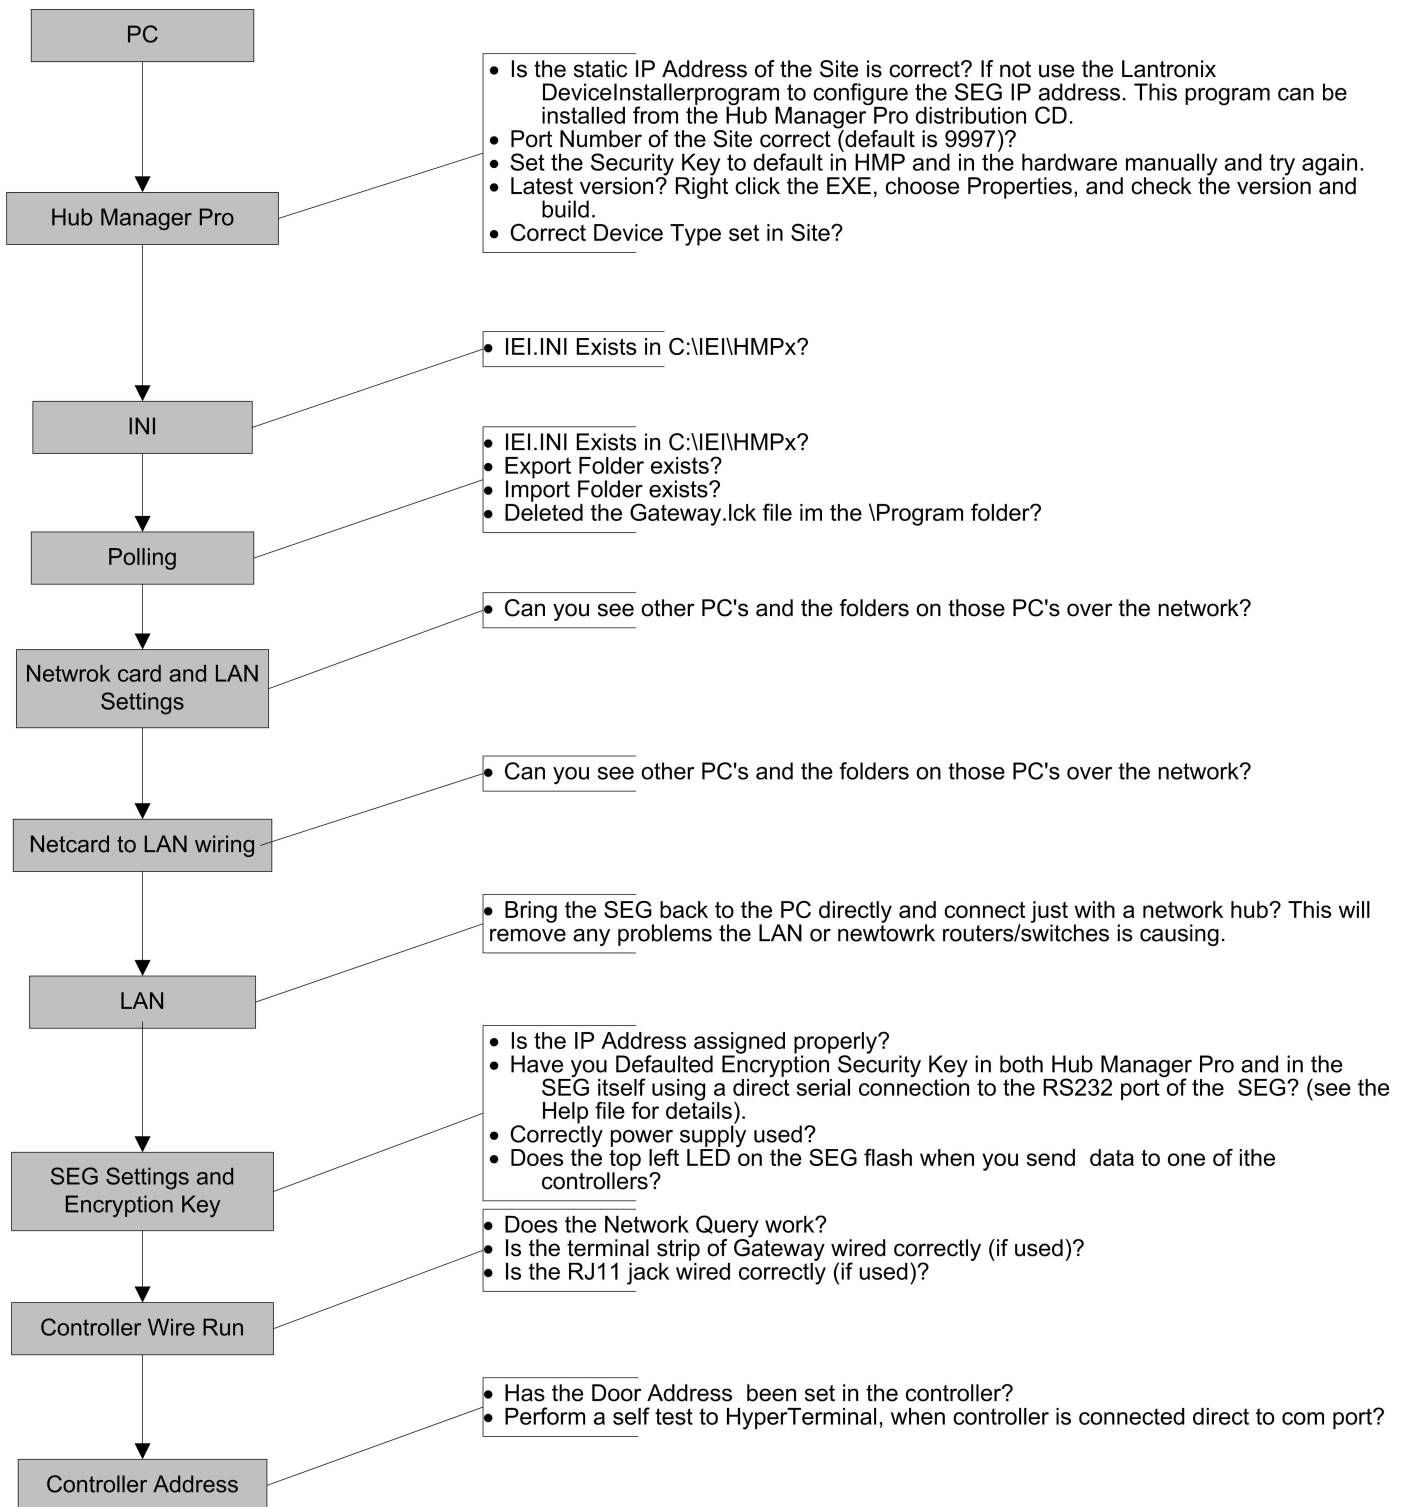 PC
• Is the static IP Address of the Site is correct? If not use the Lantronix
DeviceInstallerprogram to configure the SEG IP address. This program can be
installed from the Hub Manager Pro distribution CD.
• Port Number of the Site correct (default is 9997)?
• Set the Security Key to default in HMP and in the hardware manually and try again.
• Latest version? Right click the EXE, choose Properties, and check the version and
build.
• Correct Device Type set in Site?
Hub Manager Pro
• IEI.INI Exists in C:\IEI\HMPx?
INI
• IEI.INI Exists in C:\IEI\HMPx?
• Export Folder exists?
• Import Folder exists?
• Deleted the Gateway.lck file im the \Program folder?
Polling
• Can you see other PC's and the folders on those PC's over the network?
Netwrok card and LAN
Settings
• Can you see other PC's and the folders on those PC's over the network?
Netcard to LAN wiring
• Bring the SEG back to the PC directly and connect just with a network hub? This will
remove any problems the LAN or newtowrk routers/switches is causing.
LAN
• Is the IP Address assigned properly?
• Have you Defaulted Encryption Security Key in both Hub Manager Pro and in the
SEG itself using a direct serial connection to the RS232 port of the  SEG? (see the
Help file for details).
• Correctly power supply used?
• Does the top left LED on the SEG flash when you send  data to one of ithe
controllers?
SEG Settings and
Encryption Key
• Does the Network Query work?
• Is the terminal strip of Gateway wired correctly (if used)?
• Is the RJ11 jack wired correctly (if used)?
Controller Wire Run
• Has the Door Address  been set in the controller?
• Perform a self test to HyperTerminal, when controller is connected direct to com port?
Controller Address